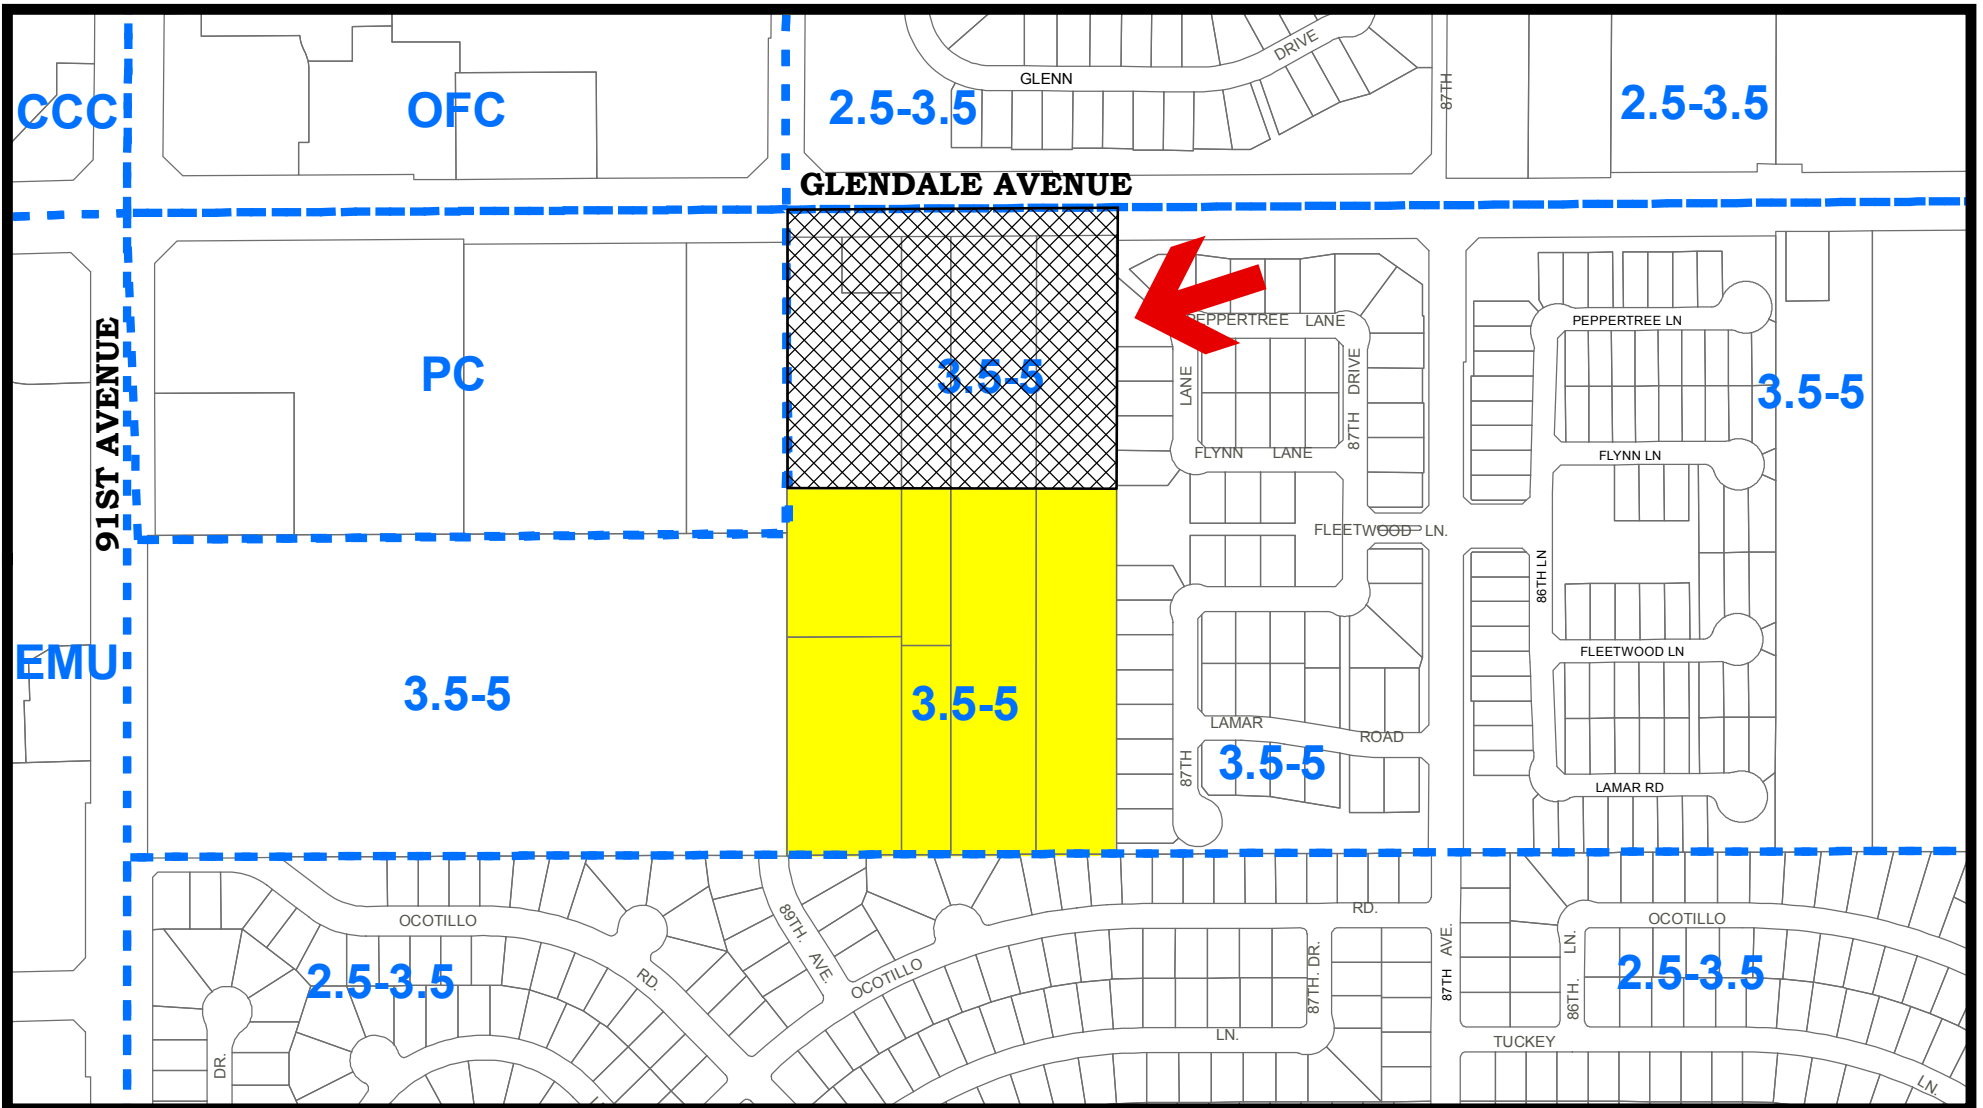 GLENN
DRIVE
87TH
CCC
OFC
2.5-3.5
2.5-3.5
GLENDALE AVENUE
91ST AVENUE
PC
3.5-5
PEPPERTREE LANE
LANE
87TH DRIVE
FLYNN LANE
FLEETWOOD LN.
PEPPERTREE LN
3.5-5
FLYNN LN
86TH LN
FLEETWOOD LN
EMU
3.5-5
3.5-5
LAMAR ROAD
87TH
3.5-5
LAMAR RD
OCOTILLO
RD.
89TH. AVE.
OCOTILLO
RD.
87TH AVE.
86TH. LN.
OCOTILLO
2.5-3.5
87TH. DR.
2.5-3.5
DR.
LN.
TUCKEY
LN.